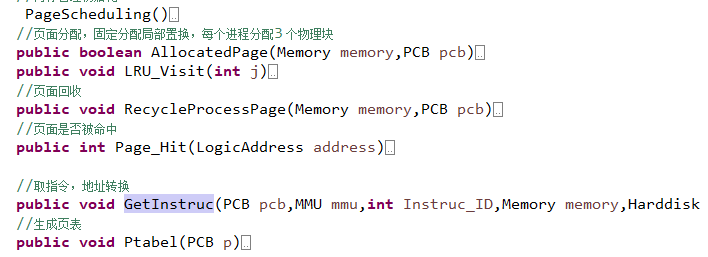 PageScheduling()
//页面分配，固定分配局部置换，每个进程分配3个物理块
public boolean AllocatedPage(Memory memory,PCB pcb)
public void LRU_Visit(int j)
//页面回收
public void RecycleProcessPage(Memory memory,PCB pcb)
//页面是否被命中
public int Page_Hit(LogicAddress address)
//取指令，地址转换
public void GetInstruc(PCB pcb,MMU mmu,int Instruc_ID,Memory memory,Harddisk
//生成页表
public void Ptabel(PCB p)